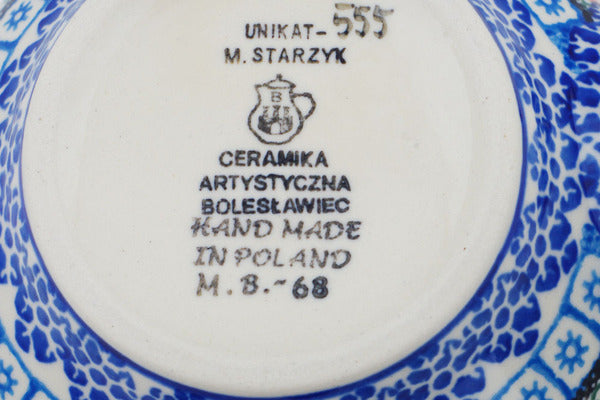 UNIKAT-555
M. STARZYK
B
CERAMIKA
ARTYSTYCZNA
BOLESŁAWIEC
HAND MADE
IN POLAND
M.B.-68